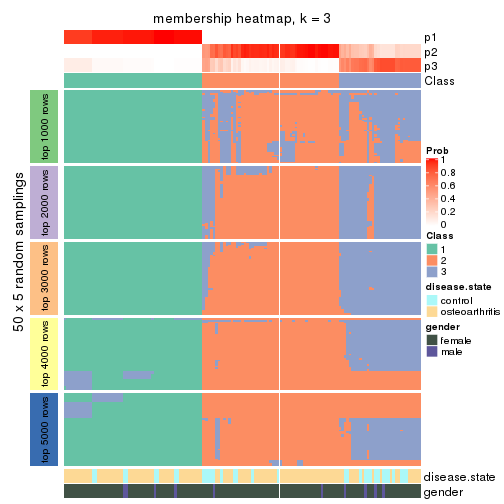 membership heatmap, k = 3
p1
p2
p3
Class
50 x 5 random samplings
top 1000 rows
top 2000 rows
top 3000 rows
top 4000 rows
top 5000 rows
Prob
1
0.8
0.6
0.4
0.2
0
Class
1
2
3
disease.state
control
osteoarthritis
gender
female
male
disease.state
gender